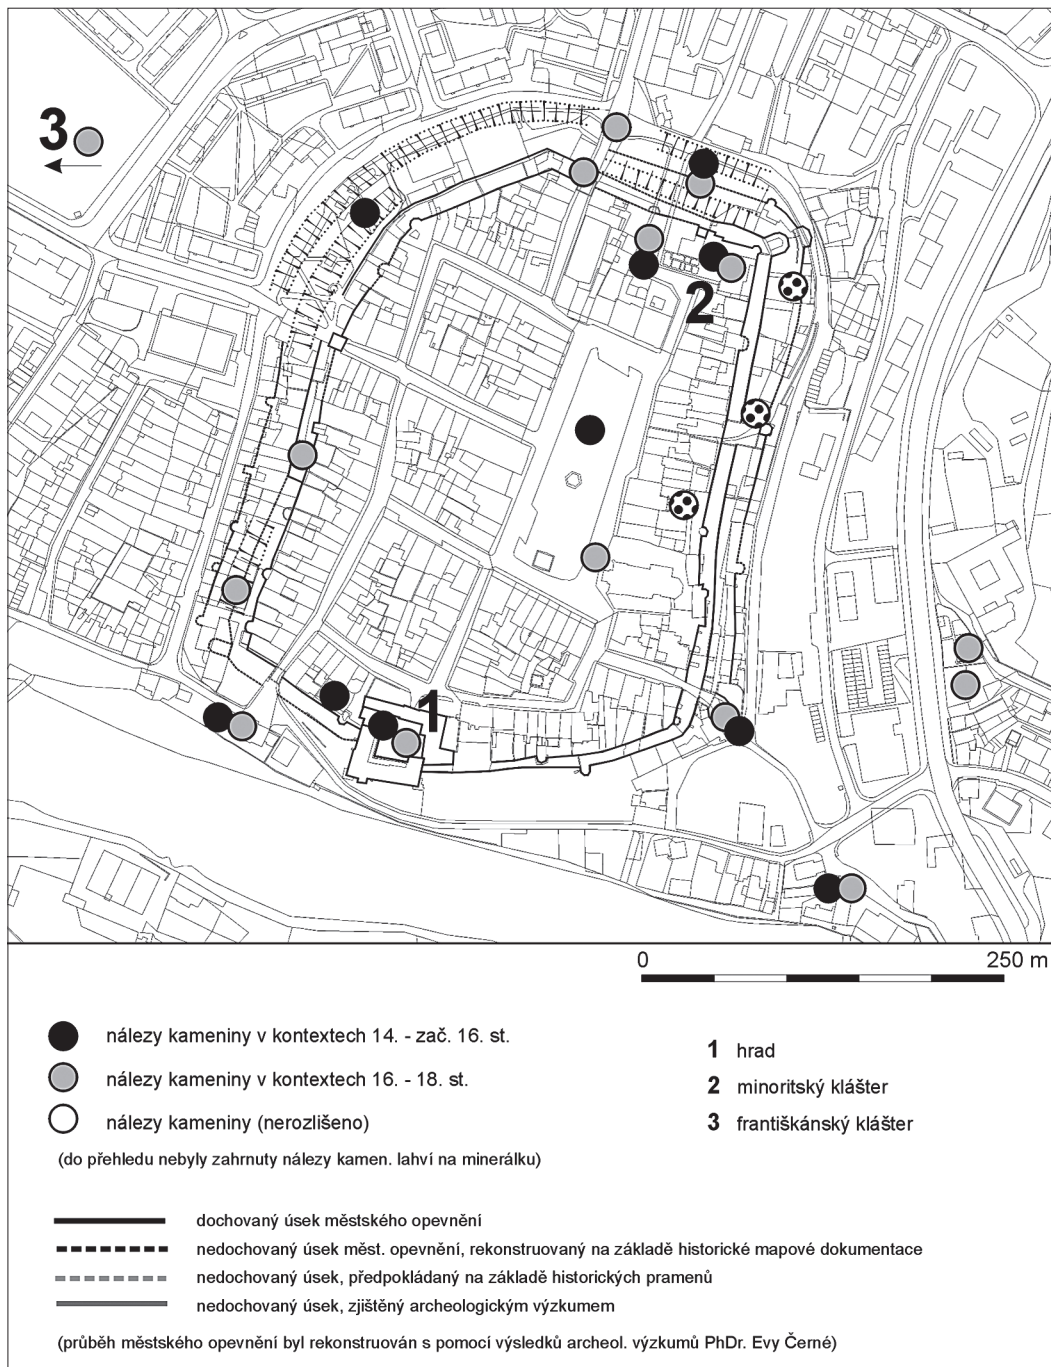 3
2
1
0 250 m
nálezy kameniny v kontextech 14. - zač. 16. st.
nálezy kameniny v kontextech 16. - 18. st.
nálezy kameniny (nerozlišeno)
(do přehledu nebyly zahrnuty nálezy kamen. lahví na minerálku)
1 hrad
2 minoritský klášter
3 františkánský klášter
dochovaný úsek městského opevnění
nedochovaný úsek měst. opevnění, rekonstruovaný na základě historické mapové dokumentace
nedochovaný úsek, předpokládaný na základě historických pramenů
nedochovaný úsek, zjištěný archeologickým výzkumem
(průběh městského opevnění byl rekonstruován s pomocí výsledků archeol. výzkumů PhDr. Evy Černé)